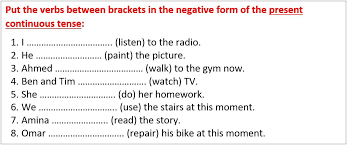 Put the verbs between brackets in the negative form of the present
continuous tense:
1. I .................................. (listen) to the radio.
2. He .......................... (paint) the picture.
3. Ahmed ................................... (walk) to the gym now.
4. Ben and Tim ........................... (watch) TV.
5. She .............................. (do) her homework.
6. We ............................... (use) the stairs at this moment.
7. Amina ...................... (read) the story.
8. Omar .............................. (repair) his bike at this moment.